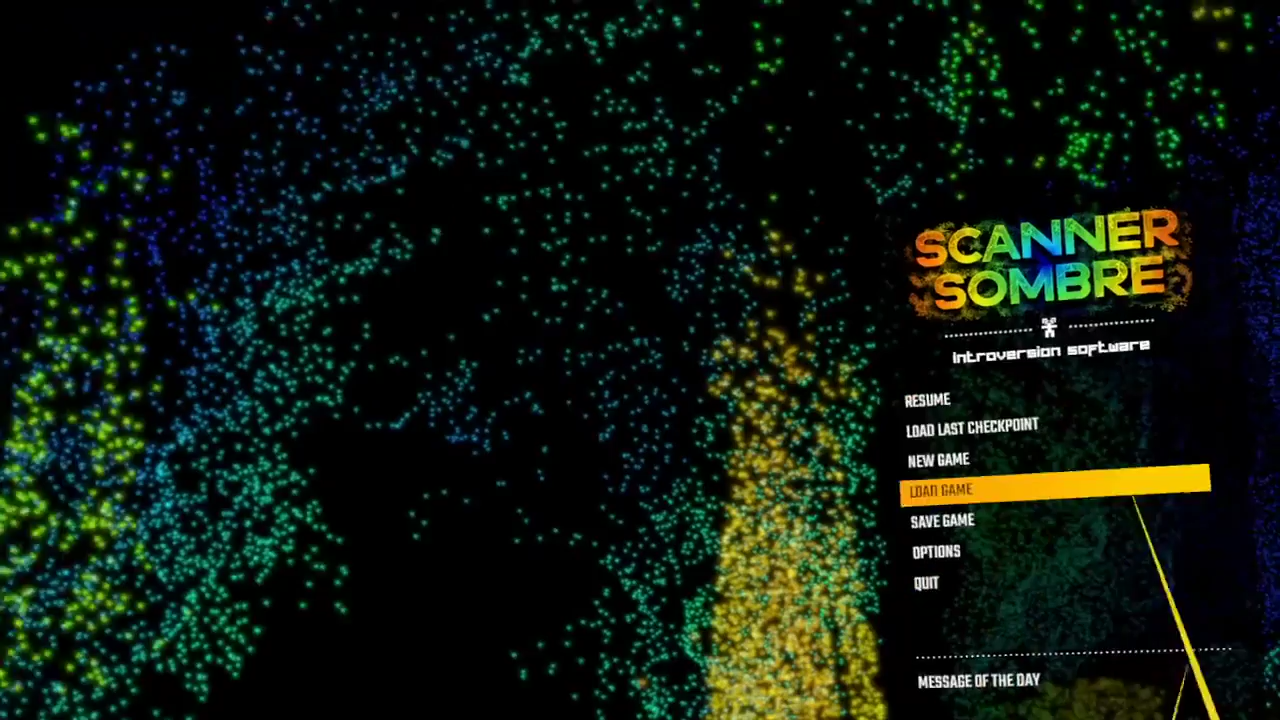 SCANNER
SOMBRE
introversion software
RESUME
LOAD LAST CHECKPOINT
NEW GAME
LOAD GAME
SAVE GAME
OPTIONS
QUIT
MESSAGE OF THE DAY